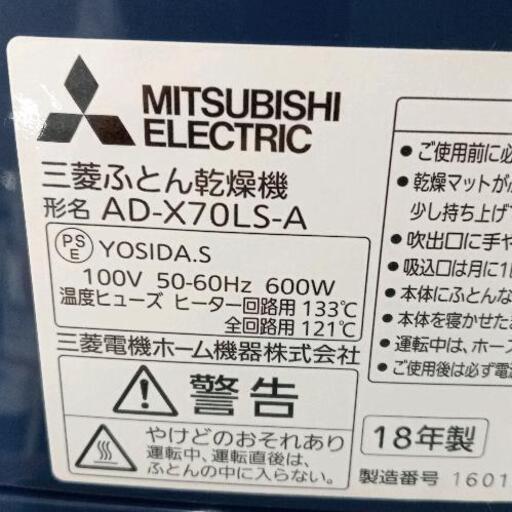 MITSUBISHI
ELECTRIC
三菱ふとん乾燥機
形名 AD-X70LS-A
PS
E
YOSIDA.S
100V 50-60Hz 600W
温度ヒューズ ヒーター回路用 133℃
全回路用 121℃
三菱電機ホーム機器株式会社
警告
やけどのおそれあり
運転中、運転直後は、
ふとんの中に入らない。
●ご使用前に必
●乾燥マットが
少し持ち上げ
●吹出口に手や
●吸込口は月に1
●本体にふとんな
●本体を寝かせた
●運転中は、ホー
●ご使用後は必ず電
18年製
製造番号 1601